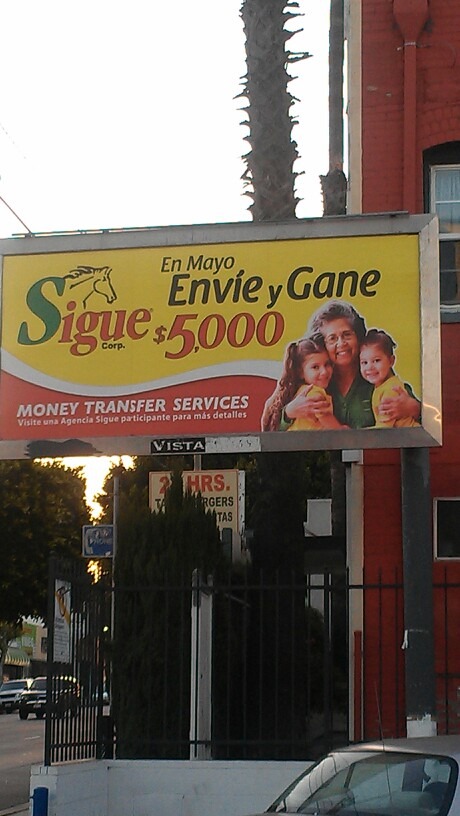 En Mayo
Envíe y Gane
$5,000
Sigue
Corp.
MONEY TRANSFER SERVICES
Visite una Agencia Sigue participante para más detalles
VISTA
HRS.
PHONE